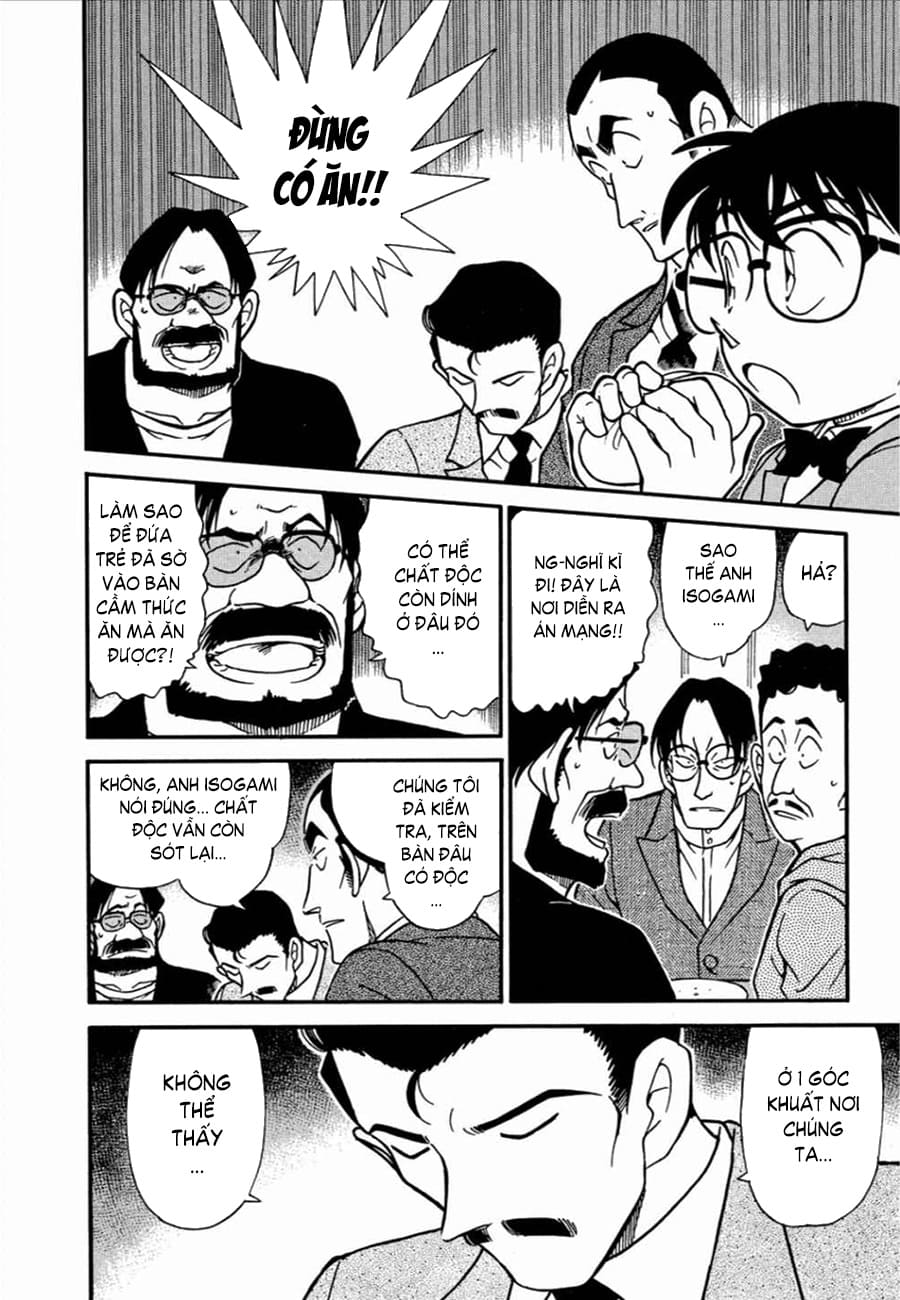 ĐỪNG
CÓ ĂN!!
HẢ?
SAO
THẾ ANH
ISOGAMI
...
NG-NGHĨ KĨ
ĐI! ĐÂY LÀ
NƠI DIỄN RA
ÁN MẠNG!!
CÓ THỂ
CHẤT ĐỘC
CÒN DÍNH
Ở ĐÂU ĐÓ
...
LÀM SAO
ĐỂ ĐỨA
TRẺ ĐÃ SỜ
VÀO BÀN
CẦM THỨC
ĂN MÀ ĂN
ĐƯỢC?!
CHÚNG TÔI
ĐÃ KIỂM
TRA, TRÊN
BÀN ĐÂU
CÓ ĐỘC
...
KHÔNG, ANH ISOGAMI
NÓI ĐÚNG... CHẤT
ĐỘC VẪN CÒN
SÓT LẠI...
Ở 1 GÓC
KHUẤT NƠI
CHÚNG
TA...
KHÔNG
THỂ
THẤY
...